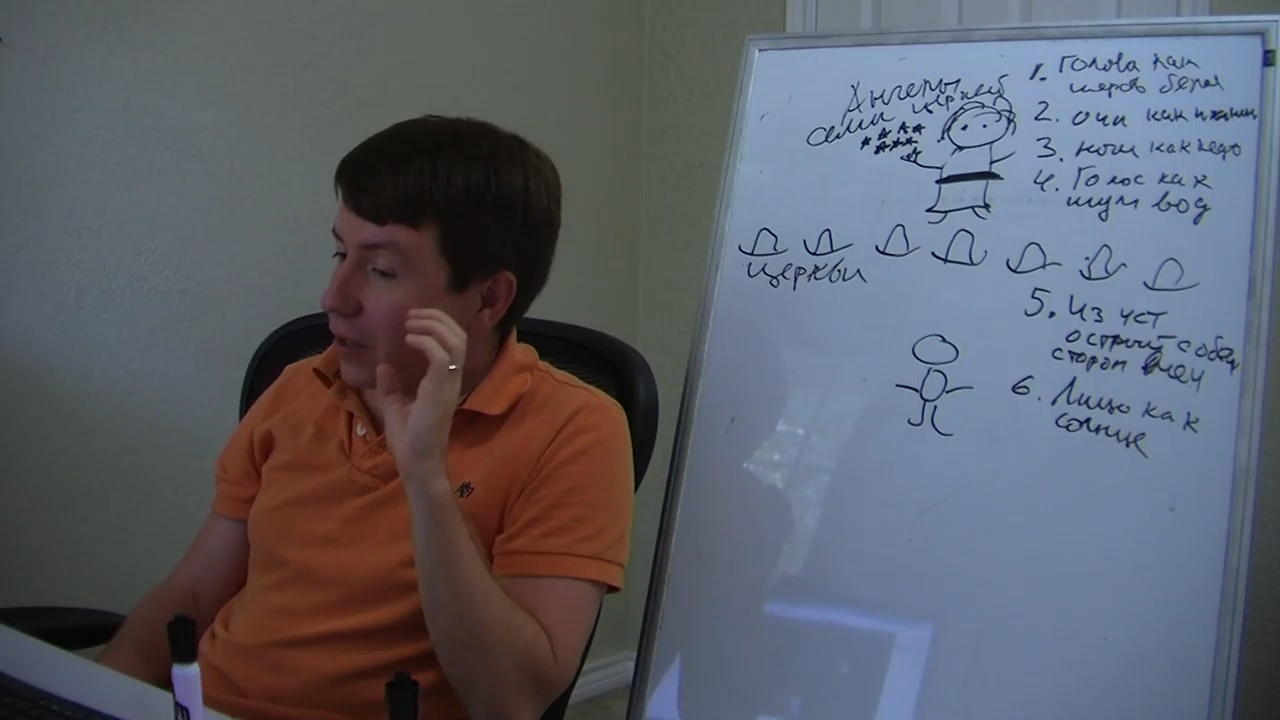 Ангелы
семи церквей
1. Голова как
шерсть белая
2. очи как пламень
3. ноги как
4. Голос как
шум вод
церкви
5. Из уст
острый с обеих
сторон меч
6. Лицо как
солнце